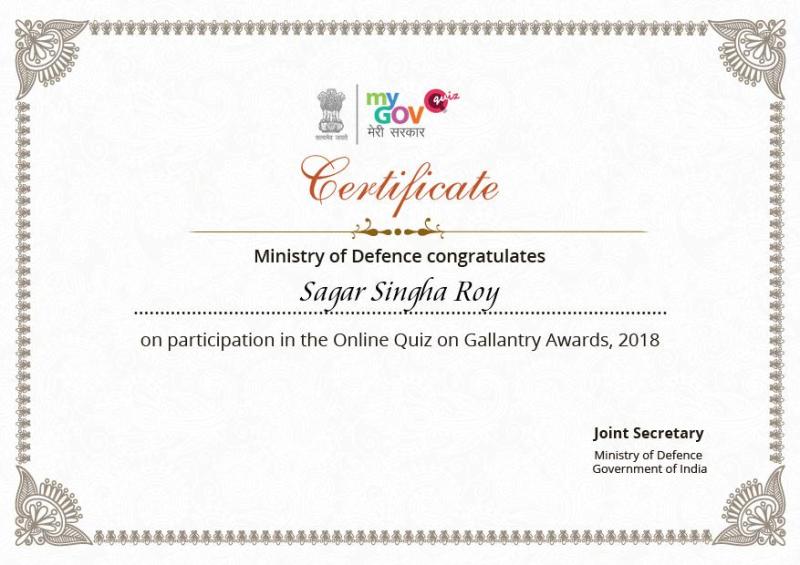 my
GOV quiz
मेरी सरकार
सत्यमेव जयते
Certificate
Ministry of Defence congratulates
Sagar Singha Roy
on participation in the Online Quiz on Gallantry Awards, 2018
Joint Secretary
Ministry of Defence
Government of India